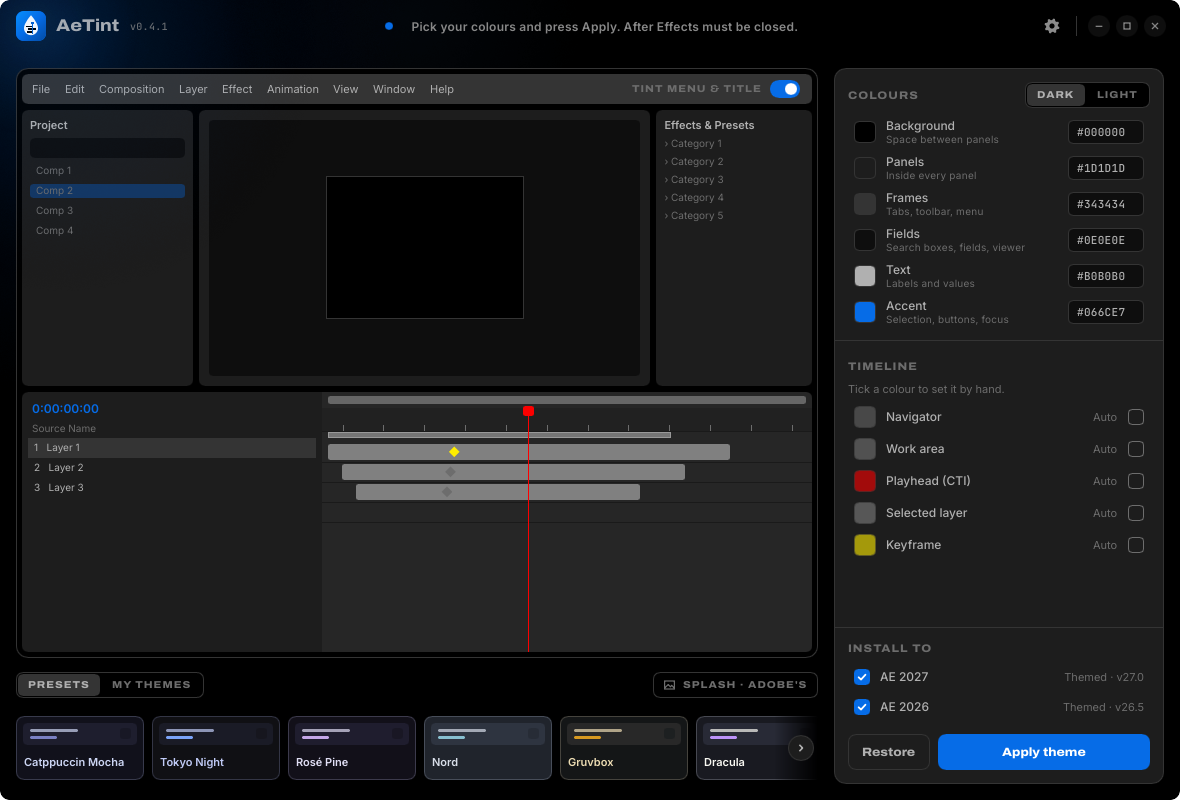 AeTint v0.4.1
Pick your colours and press Apply. After Effects must be closed.
File Edit Composition Layer Effect Animation View Window Help
TINT MENU & TITLE
Project
Comp 1
Comp 2
Comp 3
Comp 4
Effects & Presets
› Category 1
› Category 2
› Category 3
› Category 4
› Category 5
0:00:00:00
Source Name
1 Layer 1
2 Layer 2
3 Layer 3
PRESETS MY THEMES
SPLASH · ADOBE'S
Catppuccin Mocha
Tokyo Night
Rosé Pine
Nord
Gruvbox
Dracula
COLOURS
DARK LIGHT
Background #000000
Space between panels
Panels #1D1D1D
Inside every panel
Frames #343434
Tabs, toolbar, menu
Fields #0E0E0E
Search boxes, fields, viewer
Text #B0B0B0
Labels and values
Accent #066CE7
Selection, buttons, focus
TIMELINE
Tick a colour to set it by hand.
Navigator Auto
Work area Auto
Playhead (CTI) Auto
Selected layer Auto
Keyframe Auto
INSTALL TO
AE 2027 Themed · v27.0
AE 2026 Themed · v26.5
Restore Apply theme